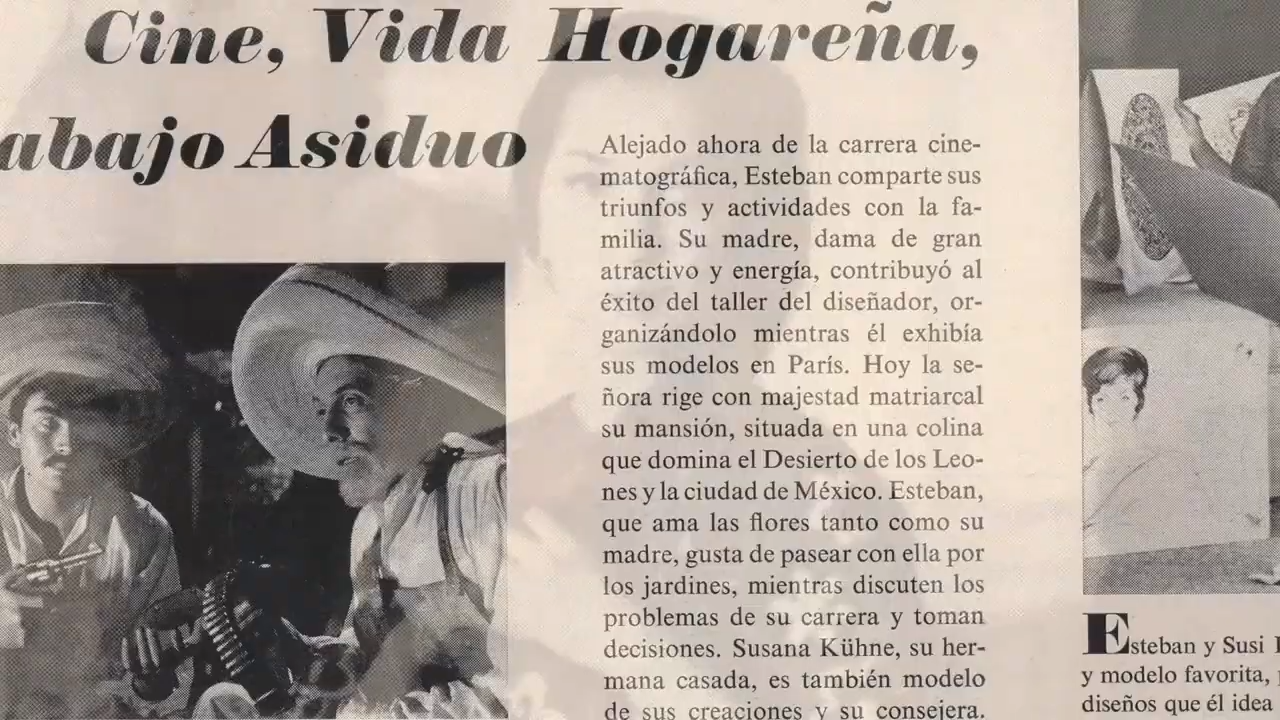 Cine, Vida Hogareña,
abajo Asiduo
Alejado ahora de la carrera cine-
matográfica, Esteban comparte sus
triunfos y actividades con la fa-
milia. Su madre, dama de gran
atractivo y energía, contribuyó al
éxito del taller del diseñador, or-
ganizándolo mientras él exhibía
sus modelos en París. Hoy la se-
ñora rige con majestad matriarcal
su mansión, situada en una colina
que domina el Desierto de los Leo-
nes y la ciudad de México. Esteban,
que ama las flores tanto como su
madre, gusta de pasear con ella por
los jardines, mientras discuten los
problemas de su carrera y toman
decisiones. Susana Kühne, su her-
mana casada, es también modelo
de sus creaciones y su consejera.
Esteban y Susi
y modelo favorita,
diseños que él idea